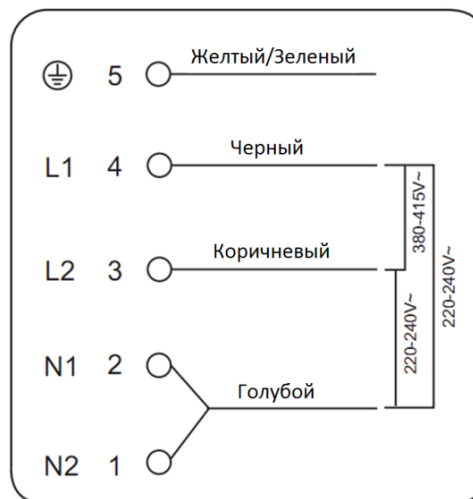 5 Желтый/Зеленый
L1 4 Черный
L2 3 Коричневый
N1 2
Голубой
N2 1
380-415V~
220-240V~
220-240V~